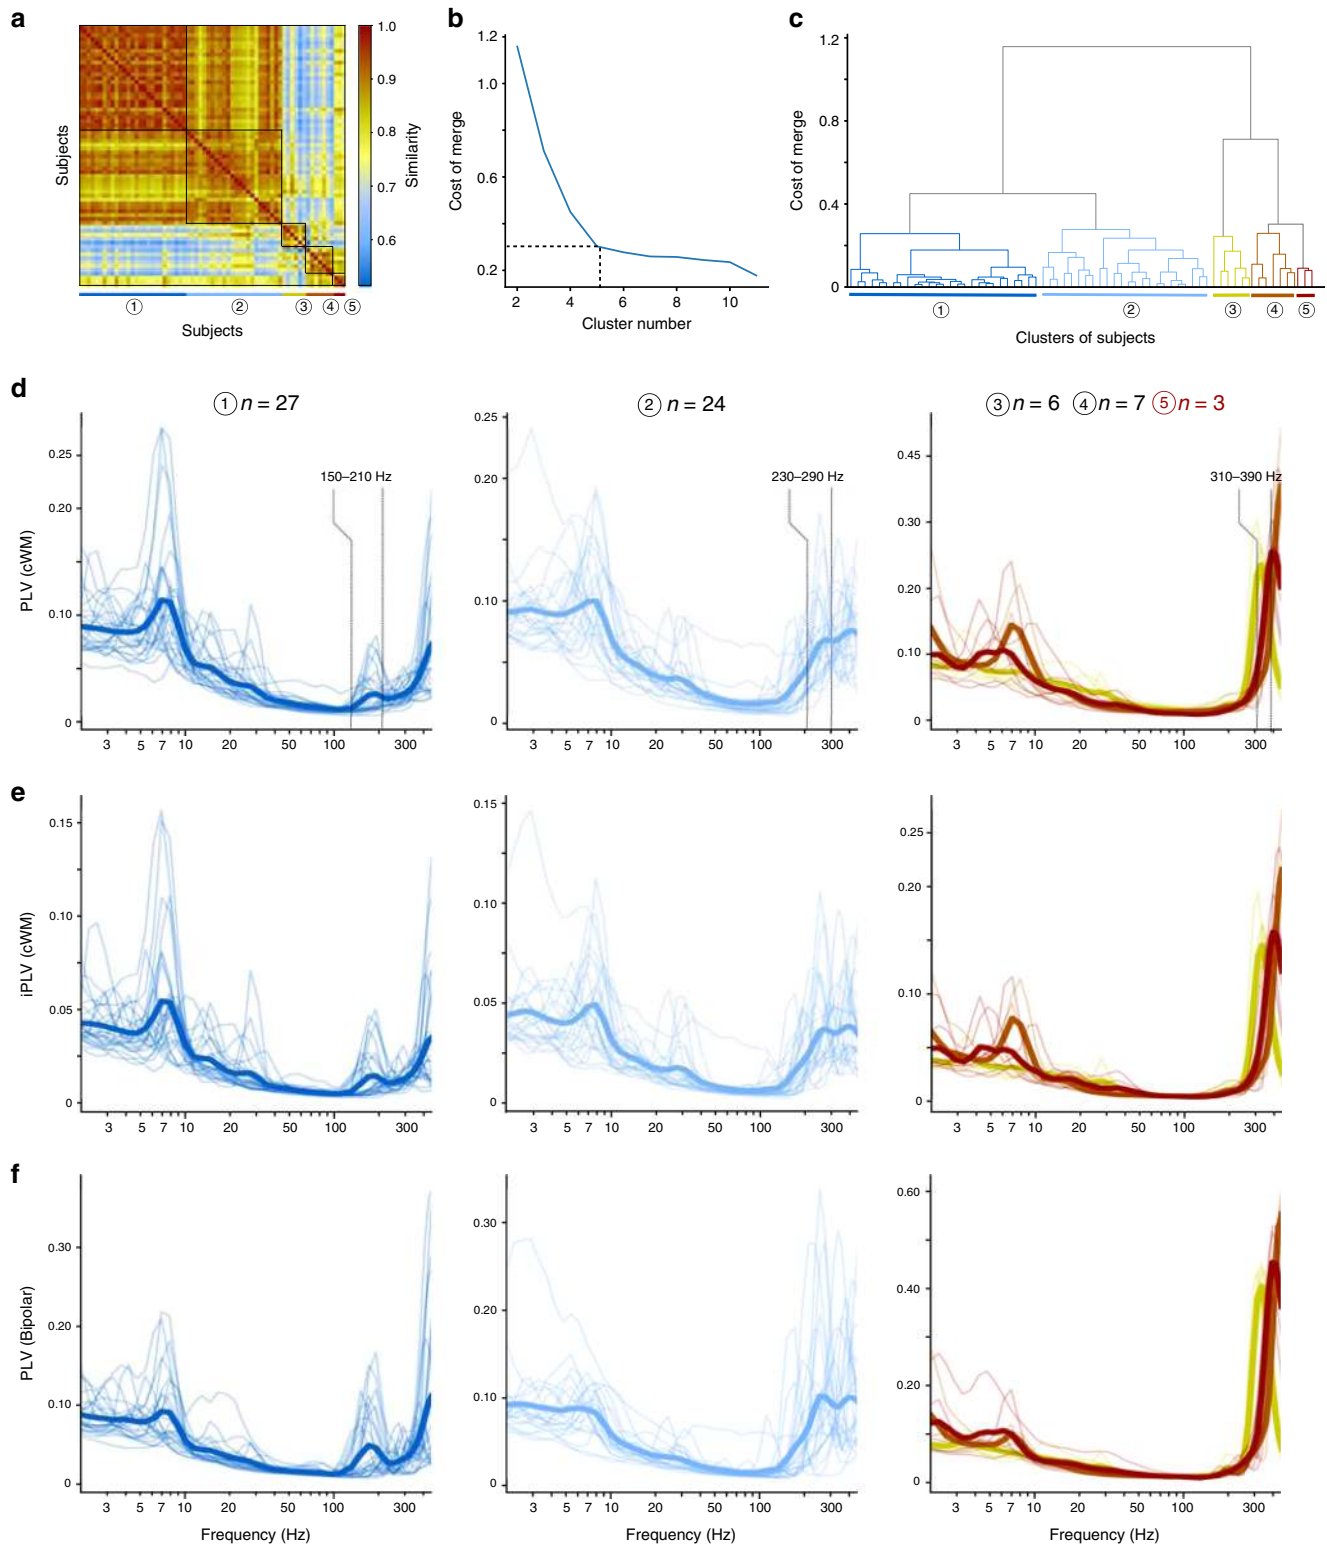 a
Subjects
1.0
0.9
0.8
0.7
0.6
Similarity
1 2 3 4 5
Subjects
b
Cost of merge
1.2
1.0
0.6
0.2
2 4 6 8 10
Cluster number
c
Cost of merge
1.2
0.8
0.4
0
1 2 3 4 5
Clusters of subjects
d
1 n = 27
PLV (cWM)
0.25
0.20
0.10
0
150–210 Hz
3 5 7 10 20 50 100 300
2 n = 24
0.25
0.20
0.10
0
230–290 Hz
3 5 7 10 20 50 100 300
3 n = 6 4 n = 7 5 n = 3
0.45
0.30
0.20
0.10
0
310–390 Hz
3 5 7 10 20 50 100 300
e
iPLV (cWM)
0.15
0.10
0.05
0
3 5 7 10 20 50 100 300
0.15
0.10
0.05
0
3 5 7 10 20 50 100 300
0.25
0.20
0.10
0
3 5 7 10 20 50 100 300
f
PLV (Bipolar)
0.30
0.20
0.10
0
3 5 7 10 20 50 100 300
Frequency (Hz)
0.30
0.20
0.10
0
3 5 7 10 20 50 100 300
Frequency (Hz)
0.60
0.40
0.20
0
3 5 7 10 20 50 100 300
Frequency (Hz)